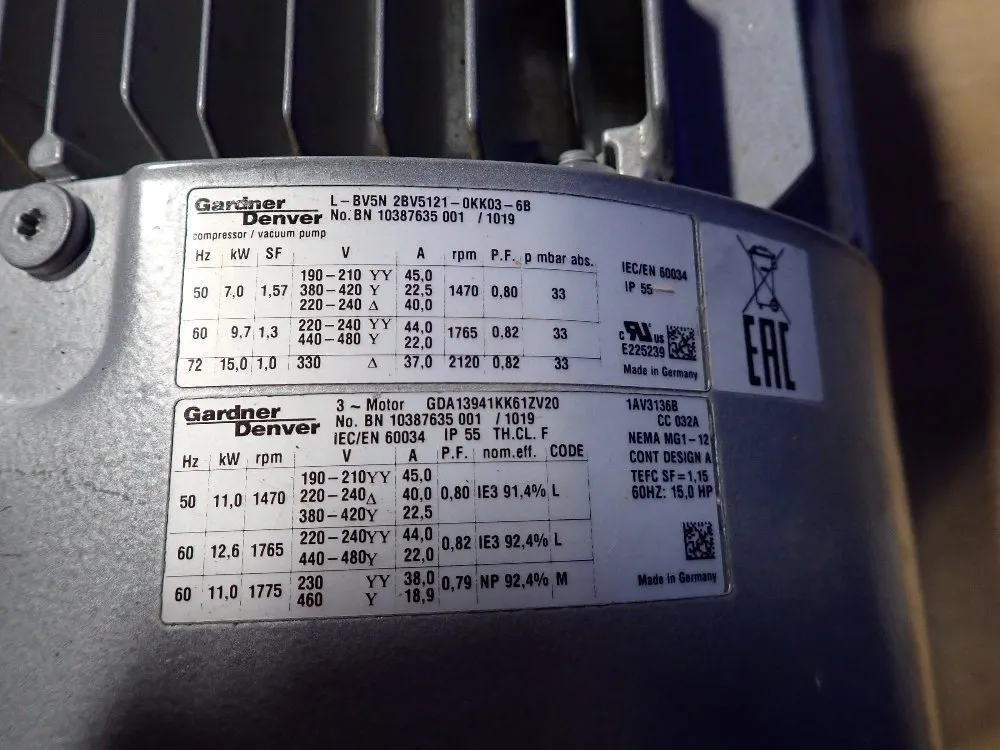 Gardner Denver L-BV5N 2BV5121-0KK03-6B
No. BN 10387635 001 / 1019
compressor / vacuum pump
Hz kW SF V A rpm P.F. p mbar abs.
190-210 YY 45,0
50 7,0 1,57 380-420 Y 22,5 1470 0,80 33
220-240 Δ 40,0
60 9,7 1,3 220-240 YY 44,0 1765 0,82 33
440-480 Y 22,0
72 15,0 1,0 330 Δ 37,0 2120 0,82 33
IEC/EN 60034
IP 55
c RU us
E225239
Made in Germany
EAC
Gardner Denver 3 ~ Motor GDA13941KK61ZV20
No. BN 10387635 001 / 1019
IEC/EN 60034 IP 55 TH.CL. F
Hz kW rpm V A P.F. nom.eff. CODE
190-210YY 45,0
50 11,0 1470 220-240Δ 40,0 0,80 IE3 91,4% L
380-420Y 22,5
60 12,6 1765 220-240YY 44,0 0,82 IE3 92,4% L
440-480Y 22,0
60 11,0 1775 230 YY 38,0 0,79 NP 92,4% M
460 Y 18,9
1AV3136B
CC 032A
NEMA MG1-12
CONT DESIGN A
TEFC SF=1,15
60HZ: 15,0 HP
Made in Germany